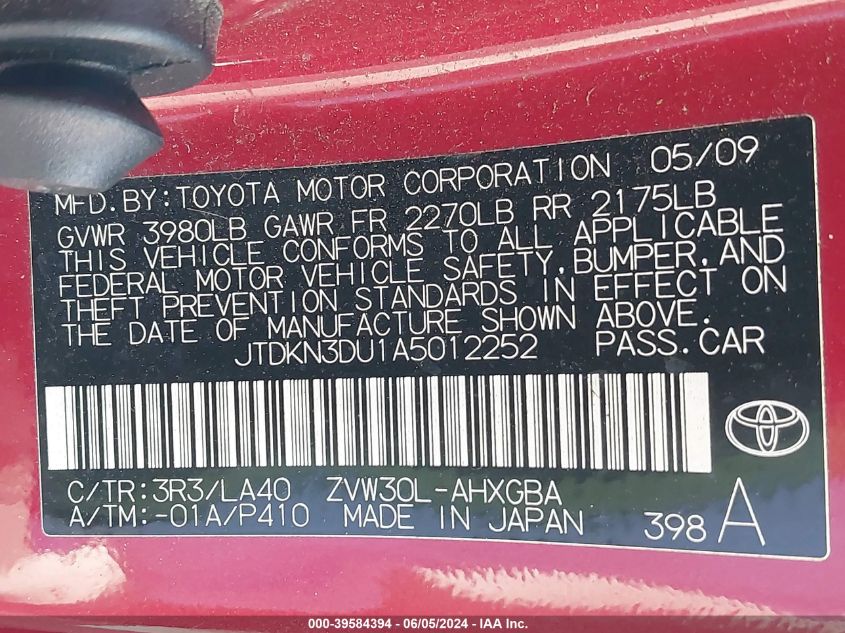 MFD.BY:TOYOTA MOTOR CORPORATION 05/09
GVWR 3980LB GAWR FR 2270LB RR 2175LB
THIS VEHICLE CONFORMS TO ALL APPLICABLE
FEDERAL MOTOR VEHICLE SAFETY,BUMPER,AND
THEFT PREVENTION STANDARDS IN EFFECT ON
THE DATE OF MANUFACTURE SHOWN ABOVE.
JTDKN3DU1A5012252 PASS.CAR
C/TR:3R3/LA40 ZVW30L-AHXGBA
A/TM:-01A/P410 MADE IN JAPAN 398 A
000-39584394 - 06/05/2024 - IAA Inc.